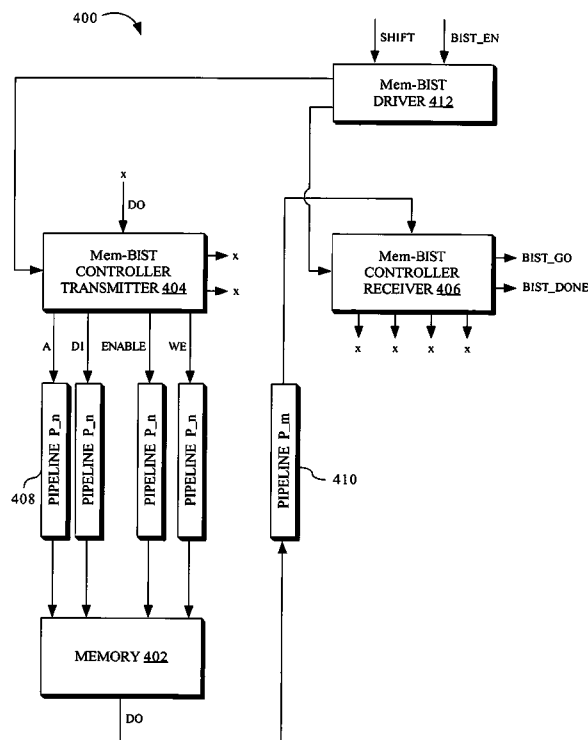 400
SHIFT
BIST_EN
Mem-BIST
DRIVER 412
x
DO
Mem-BIST
CONTROLLER
TRANSMITTER 404
x
x
Mem-BIST
CONTROLLER
RECEIVER 406
BIST_GO
BIST_DONE
x x x x
A
DI
ENABLE
WE
PIPELINE P_n
PIPELINE P_n
PIPELINE P_n
PIPELINE P_n
PIPELINE P_m
408
410
MEMORY 402
DO